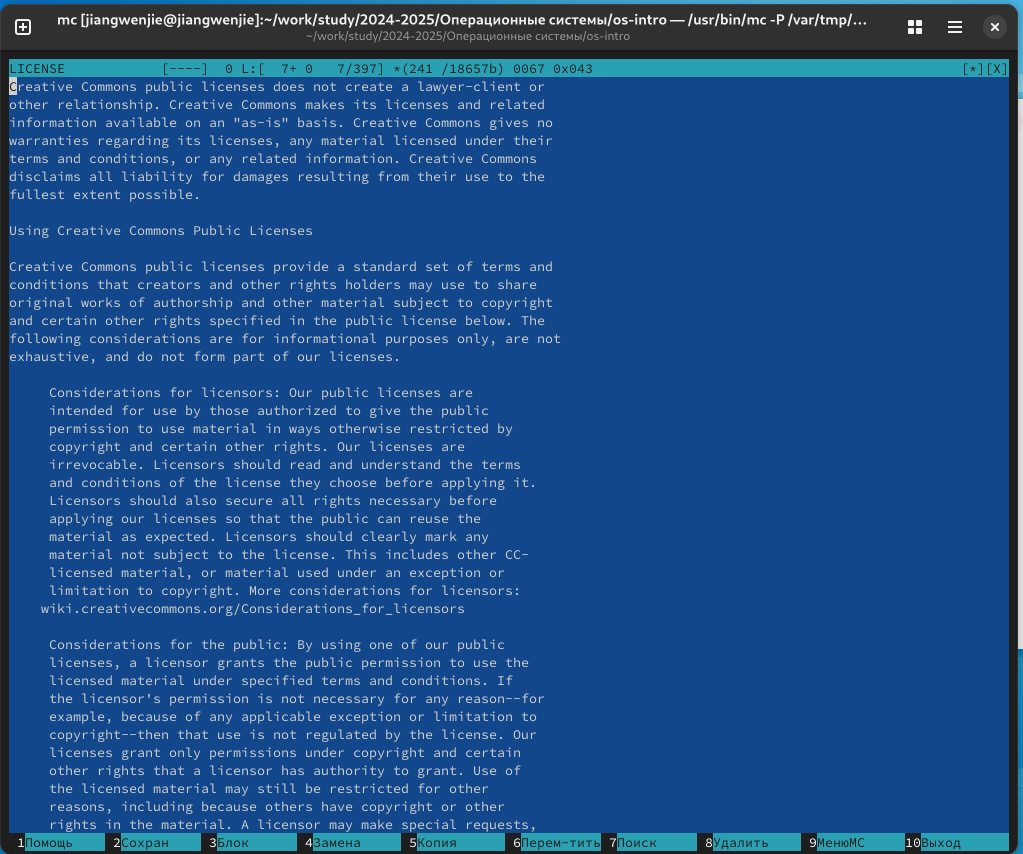 mc [jiangwenjie@jiangwenjie]:~/work/study/2024-2025/Операционные системы/os-intro — /usr/bin/mc -P /var/tmp/…
~/work/study/2024-2025/Операционные системы/os-intro
LICENSE [----] 0 L:[ 7+ 0 7/397] *(241 /18657b) 0067 0x043 [*][X]
Creative Commons public licenses does not create a lawyer-client or
other relationship. Creative Commons makes its licenses and related
information available on an "as-is" basis. Creative Commons gives no
warranties regarding its licenses, any material licensed under their
terms and conditions, or any related information. Creative Commons
disclaims all liability for damages resulting from their use to the
fullest extent possible.
Using Creative Commons Public Licenses
Creative Commons public licenses provide a standard set of terms and
conditions that creators and other rights holders may use to share
original works of authorship and other material subject to copyright
and certain other rights specified in the public license below. The
following considerations are for informational purposes only, are not
exhaustive, and do not form part of our licenses.
Considerations for licensors: Our public licenses are
intended for use by those authorized to give the public
permission to use material in ways otherwise restricted by
copyright and certain other rights. Our licenses are
irrevocable. Licensors should read and understand the terms
and conditions of the license they choose before applying it.
Licensors should also secure all rights necessary before
applying our licenses so that the public can reuse the
material as expected. Licensors should clearly mark any
material not subject to the license. This includes other CC-
licensed material, or material used under an exception or
limitation to copyright. More considerations for licensors:
wiki.creativecommons.org/Considerations_for_licensors
Considerations for the public: By using one of our public
licenses, a licensor grants the public permission to use the
licensed material under specified terms and conditions. If
the licensor's permission is not necessary for any reason--for
example, because of any applicable exception or limitation to
copyright--then that use is not regulated by the license. Our
licenses grant only permissions under copyright and certain
other rights that a licensor has authority to grant. Use of
the licensed material may still be restricted for other
reasons, including because others have copyright or other
rights in the material. A licensor may make special requests,
1Помощь 2Сохран 3Блок 4Замена 5Копия 6Перем~тить 7Поиск 8Удалить 9МенюМС 10Выход